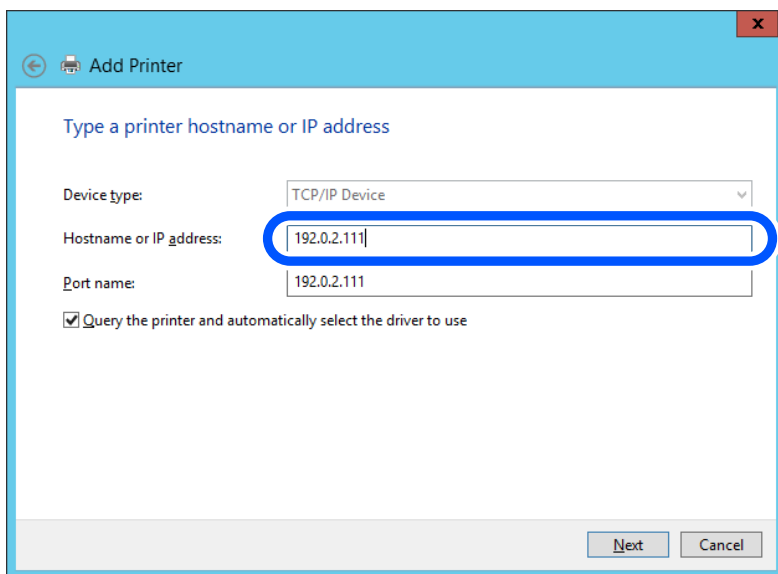 x
Add Printer
Type a printer hostname or IP address
Device type: TCP/IP Device
Hostname or IP address: 192.0.2.111
Port name: 192.0.2.111
Query the printer and automatically select the driver to use
Next Cancel